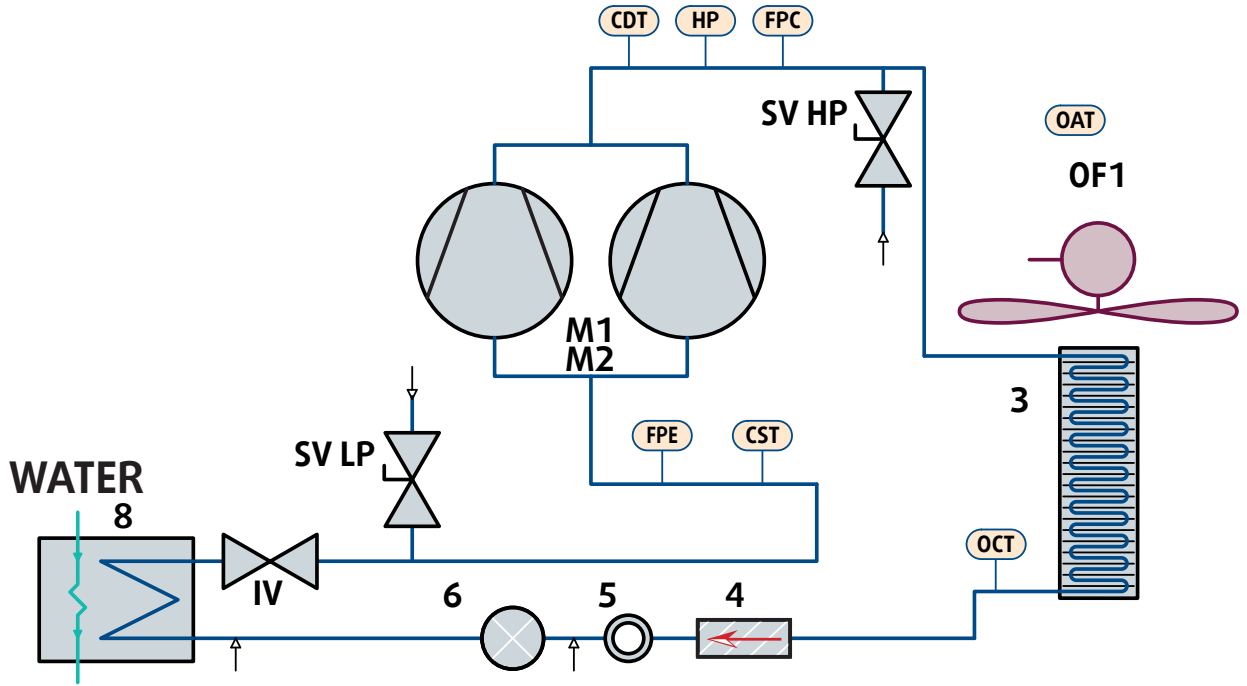 CDT HP FPC
SV HP
OAT
OF1
M1
M2
3
FPE CST
SV LP
WATER
8
OCT
IV
6 5 4